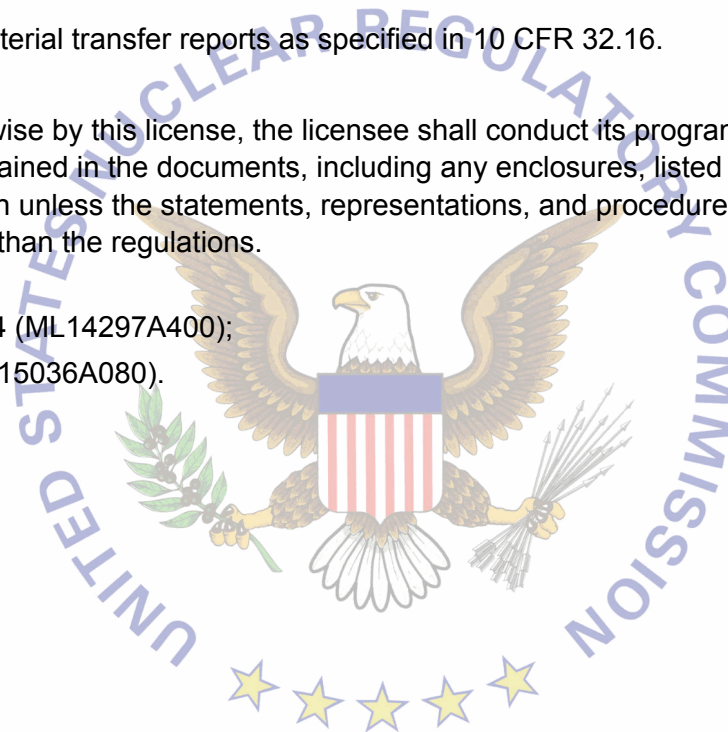 terial transfer reports as specified in 10 CFR 32.16.
wise by this license, the licensee shall conduct its program
ained in the documents, including any enclosures, listed
n unless the statements, representations, and procedure
than the regulations.
4 (ML14297A400);
15036A080).
UNITED STATES NUCLEAR REGULATORY COMMISSION